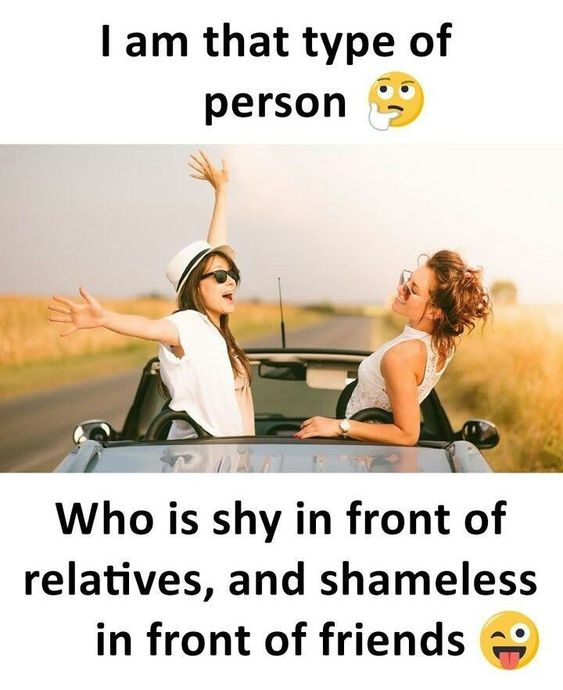 I am that type of
person 🤔
Who is shy in front of
relatives, and shameless
in front of friends 😜